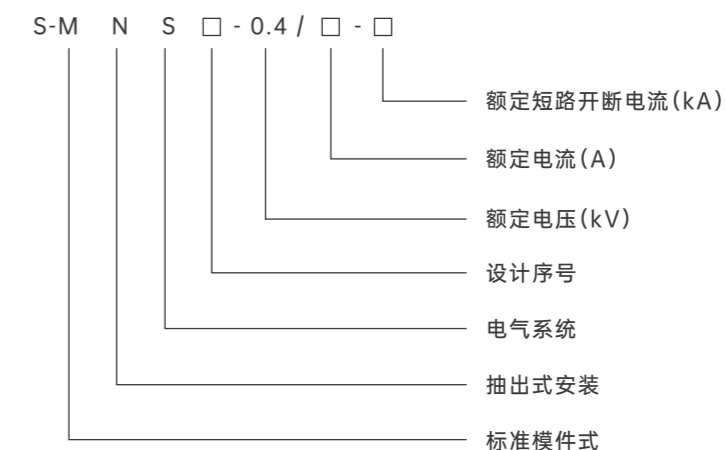 S-M N S □ - 0.4 / □ - □
额定短路开断电流(kA)
额定电流(A)
额定电压(kV)
设计序号
电气系统
抽出式安装
标准模件式